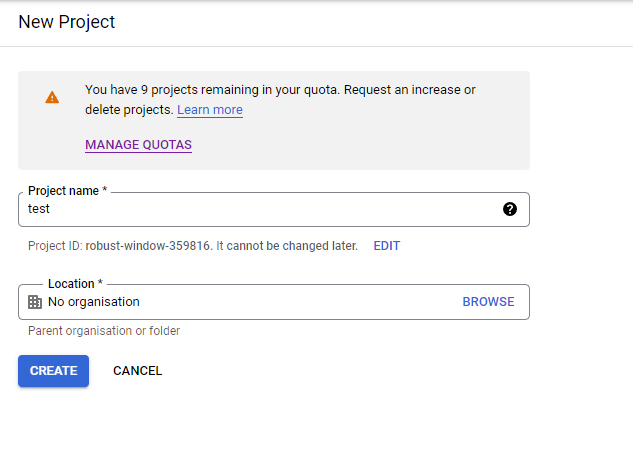 New Project
You have 9 projects remaining in your quota. Request an increase or
delete projects. Learn more
MANAGE QUOTAS
Project name *
test
Project ID: robust-window-359816. It cannot be changed later. EDIT
Location *
No organisation BROWSE
Parent organisation or folder
CREATE CANCEL